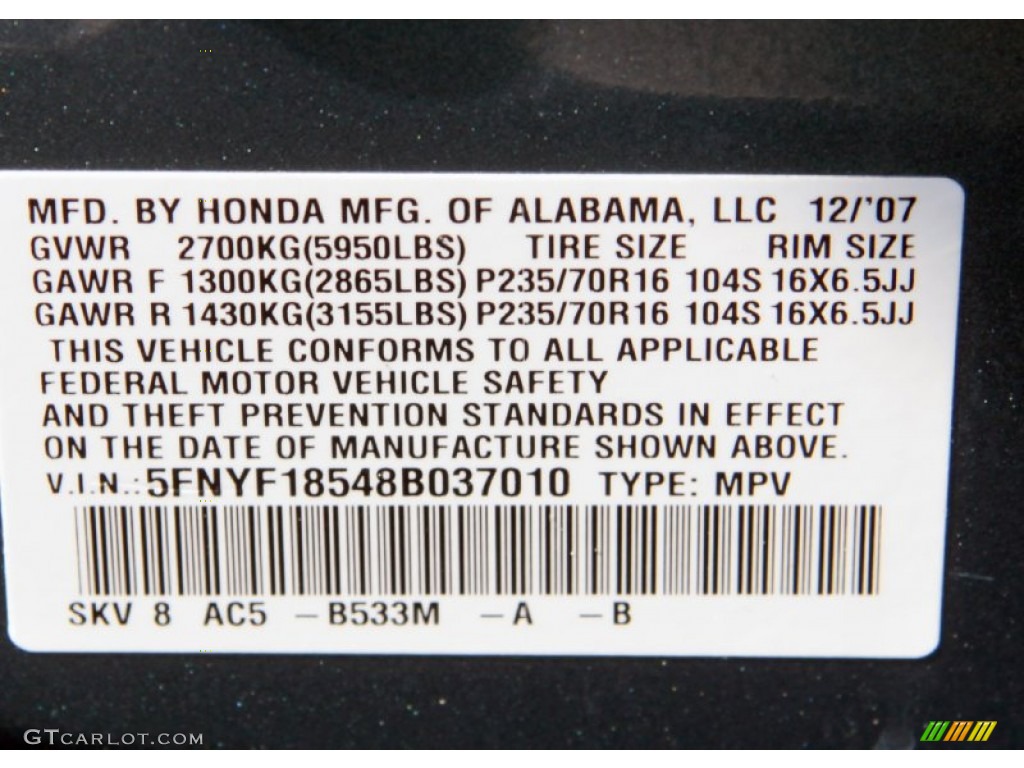 MFD. BY HONDA MFG. OF ALABAMA, LLC 12/'07
GVWR 2700KG(5950LBS) TIRE SIZE RIM SIZE
GAWR F 1300KG(2865LBS) P235/70R16 104S 16X6.5JJ
GAWR R 1430KG(3155LBS) P235/70R16 104S 16X6.5JJ
THIS VEHICLE CONFORMS TO ALL APPLICABLE
FEDERAL MOTOR VEHICLE SAFETY
AND THEFT PREVENTION STANDARDS IN EFFECT
ON THE DATE OF MANUFACTURE SHOWN ABOVE.
V.I.N.: 5FNYF18548B037010 TYPE: MPV
SKV 8 AC5 – B533M – A – B
GTCARLOT.COM